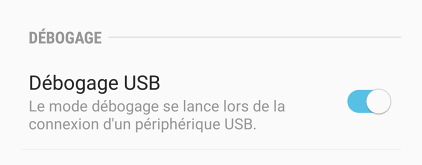 DÉBOGAGE
Débogage USB
Le mode débogage se lance lors de la
connexion d'un périphérique USB.